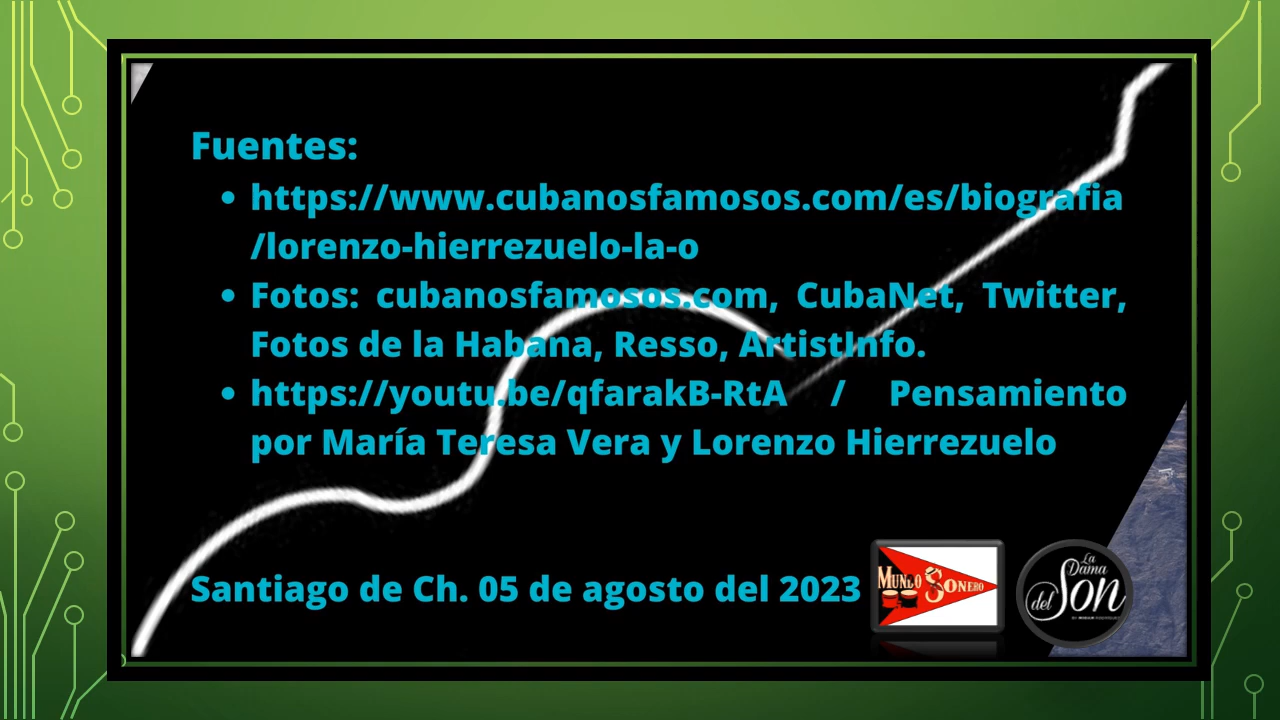 Fuentes:
• https://www.cubanosfamosos.com/es/biografia
/lorenzo-hierrezuelo-la-o
• Fotos: cubanosfamosos.com, CubaNet, Twitter,
Fotos de la Habana, Resso, ArtistInfo.
• https://youtu.be/qfarakB-RtA / Pensamiento
por María Teresa Vera y Lorenzo Hierrezuelo
Santiago de Ch. 05 de agosto del 2023
MUNDO SONERO
La
Dama
del Son